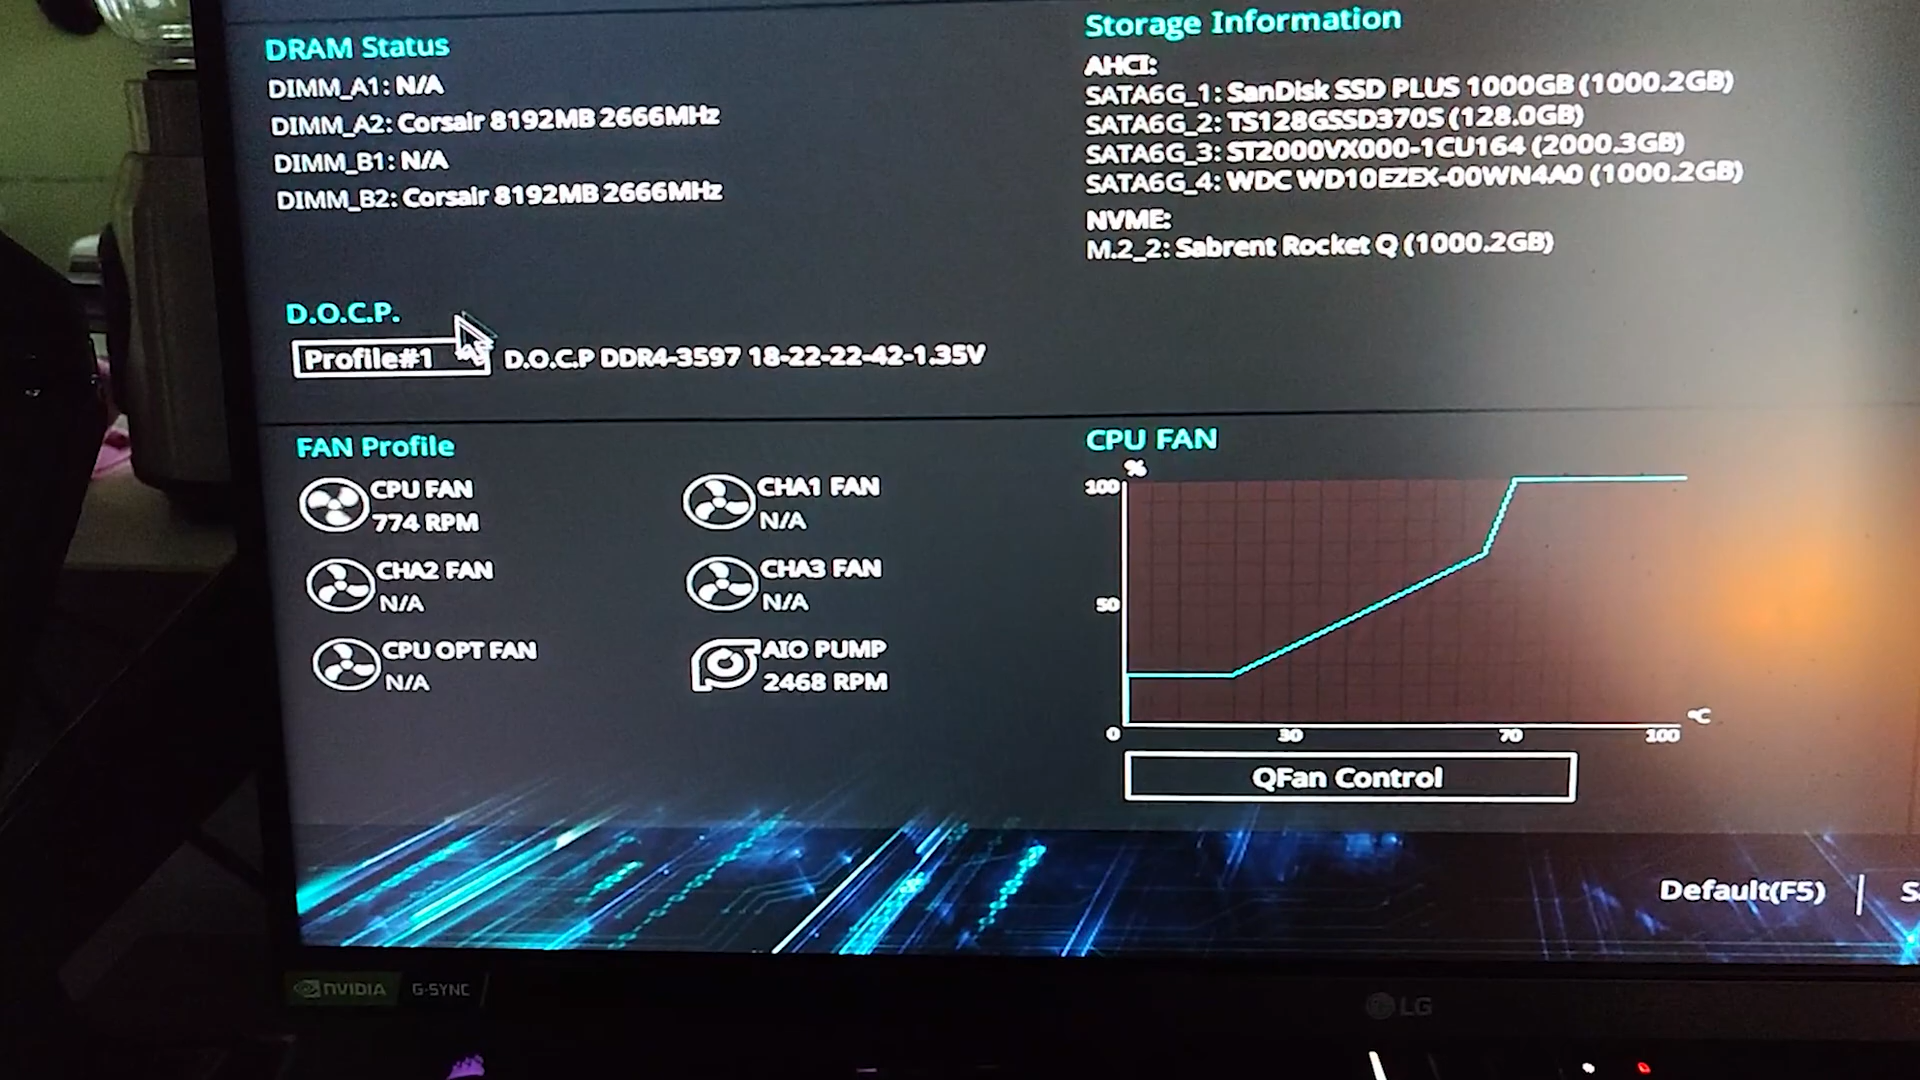 DRAM Status
DIMM_A1: N/A
DIMM_A2: Corsair 8192MB 2666MHz
DIMM_B1: N/A
DIMM_B2: Corsair 8192MB 2666MHz
Storage Information
AHCI:
SATA6G_1: SanDisk SSD PLUS 1000GB (1000.2GB)
SATA6G_2: TS128GSSD370S (128.0GB)
SATA6G_3: ST2000VX000-1CU164 (2000.3GB)
SATA6G_4: WDC WD10EZEX-00WN4A0 (1000.2GB)
NVME:
M.2_2: Sabrent Rocket Q (1000.2GB)
D.O.C.P.
Profile#1 D.O.C.P DDR4-3597 18-22-22-42-1.35V
FAN Profile
CPU FAN
774 RPM
CHA1 FAN
N/A
CHA2 FAN
N/A
CHA3 FAN
N/A
CPU OPT FAN
N/A
AIO PUMP
2468 RPM
CPU FAN
%
100
50
0
30 70 100
°C
QFan Control
Default(F5)
NVIDIA G-SYNC
LG